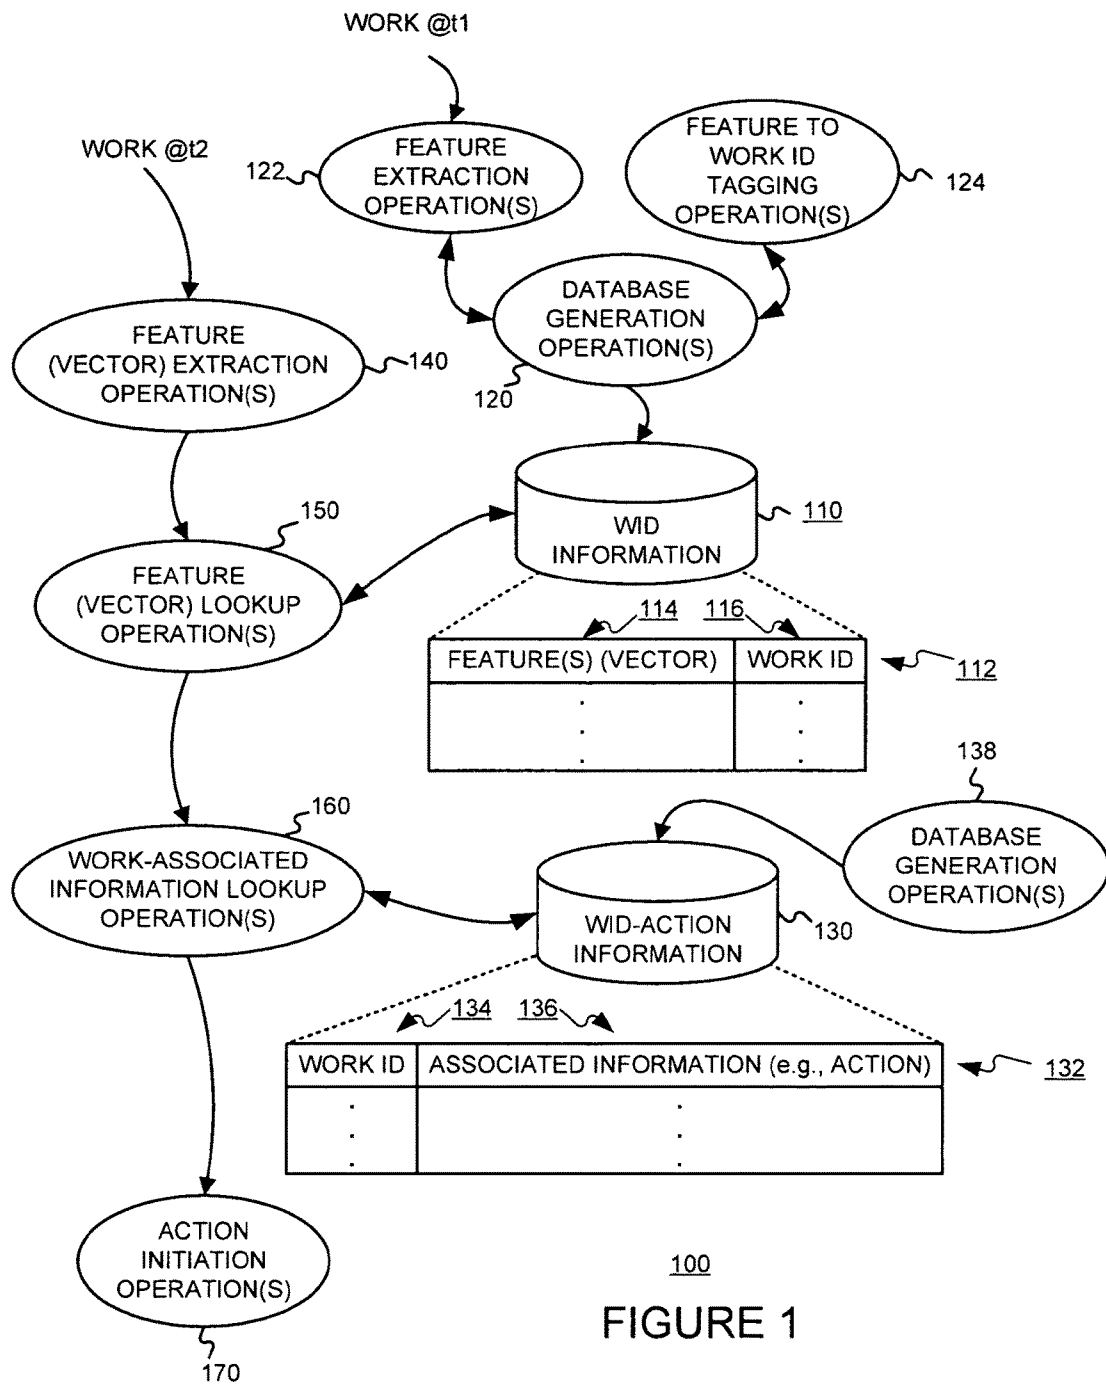 WORK @t1
WORK @t2
122
FEATURE
EXTRACTION
OPERATION(S)
FEATURE TO
WORK ID
TAGGING
OPERATION(S)
124
DATABASE
GENERATION
OPERATION(S)
120
FEATURE
(VECTOR) EXTRACTION
OPERATION(S)
140
150
WID
INFORMATION
110
FEATURE
(VECTOR) LOOKUP
OPERATION(S)
114
116
FEATURE(S) (VECTOR)
WORK ID
112
138
DATABASE
GENERATION
OPERATION(S)
160
WORK-ASSOCIATED
INFORMATION LOOKUP
OPERATION(S)
WID-ACTION
INFORMATION
130
134
136
WORK ID
ASSOCIATED INFORMATION (e.g., ACTION)
132
ACTION
INITIATION
OPERATION(S)
170
100
FIGURE 1